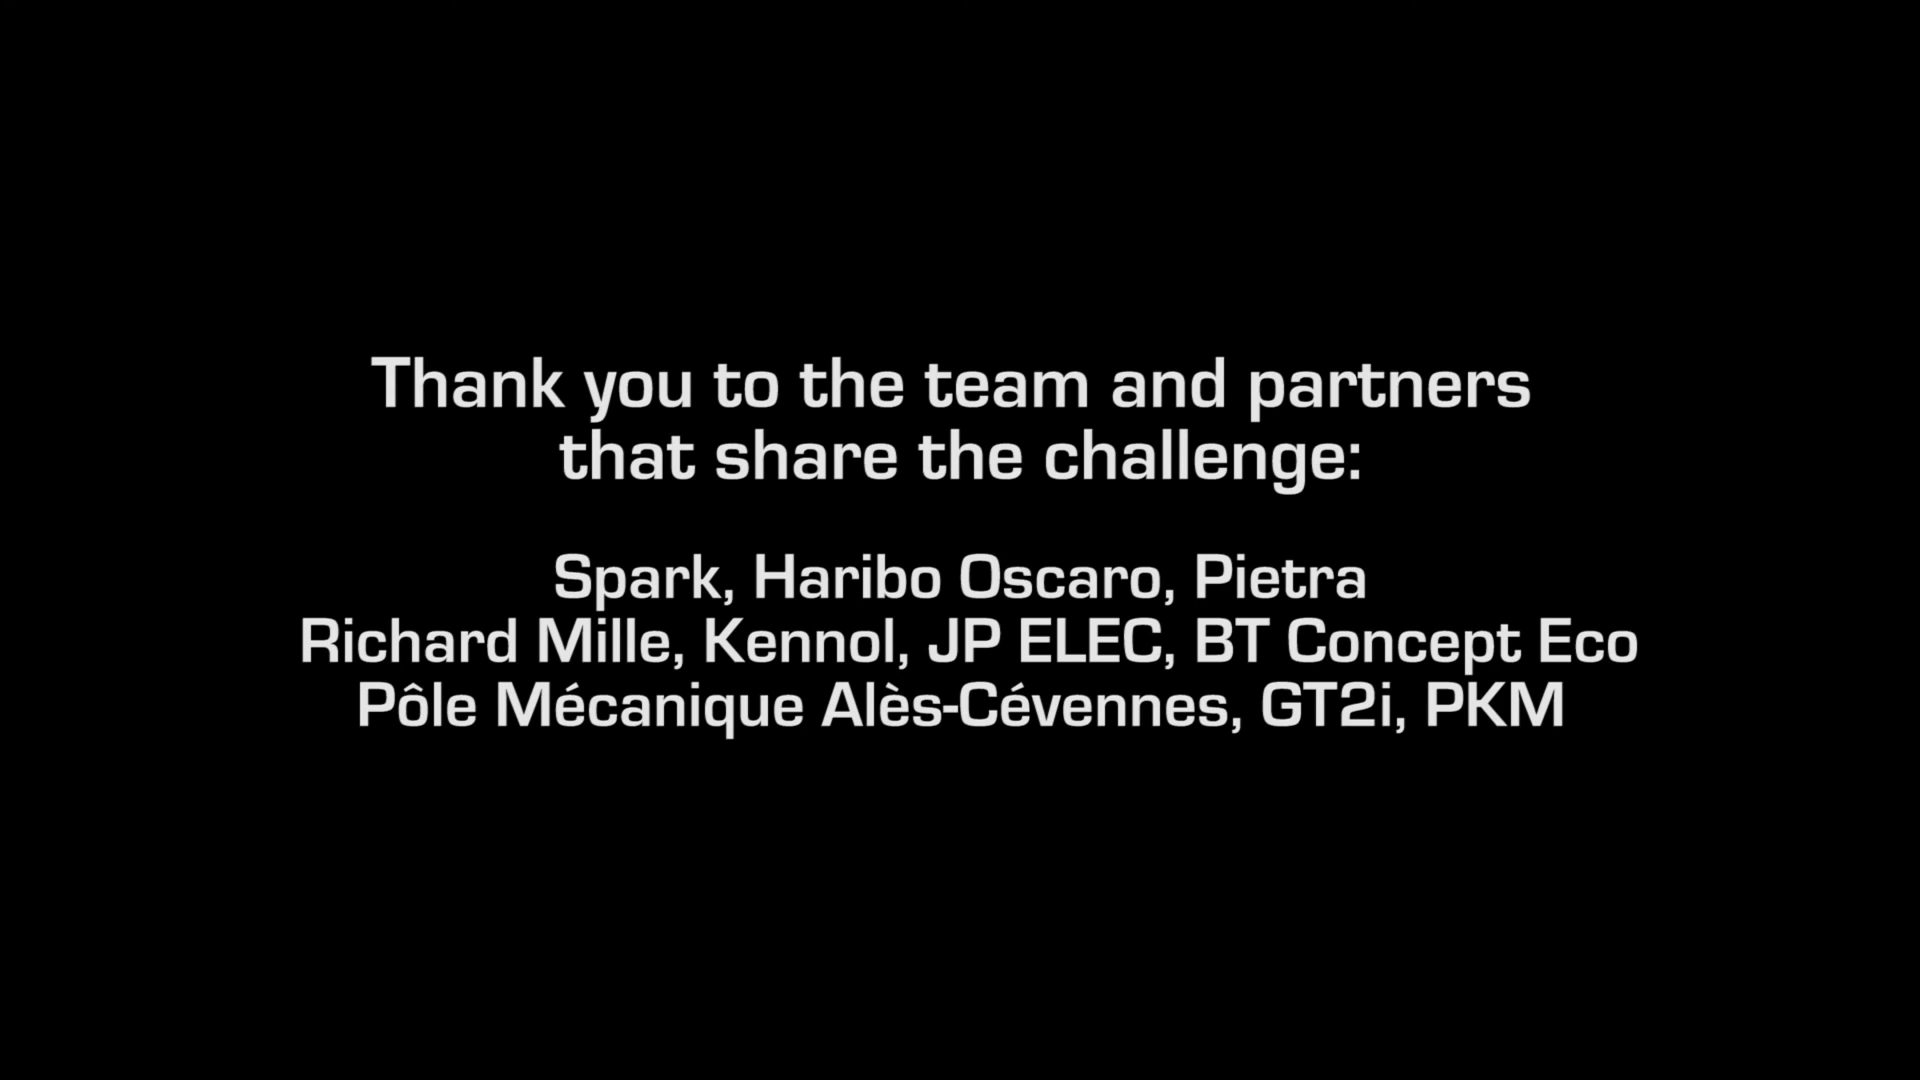 Thank you to the team and partners
that share the challenge:
Spark, Haribo Oscaro, Pietra
Richard Mille, Kennol, JP ELEC, BT Concept Eco
Pôle Mécanique Alès-Cévennes, GT2i, PKM